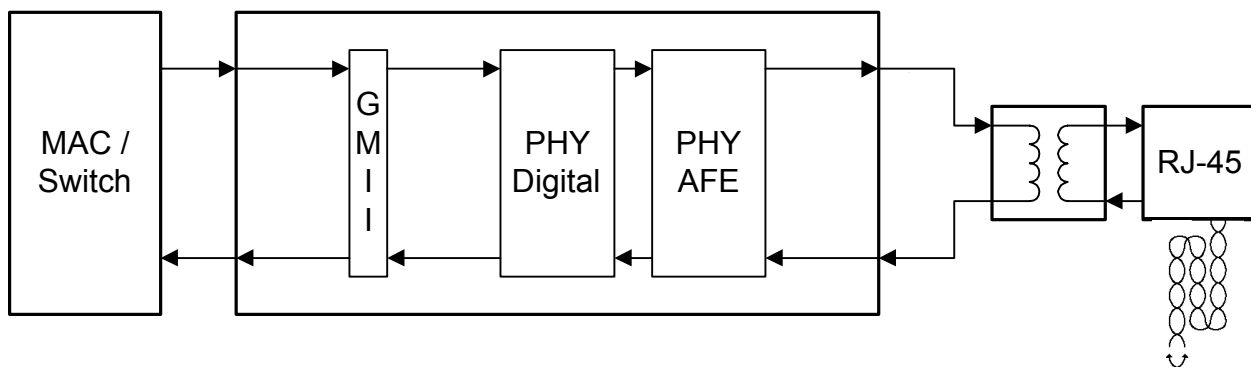 MAC /
Switch
G
M
I
I
PHY
Digital
PHY
AFE
RJ-45